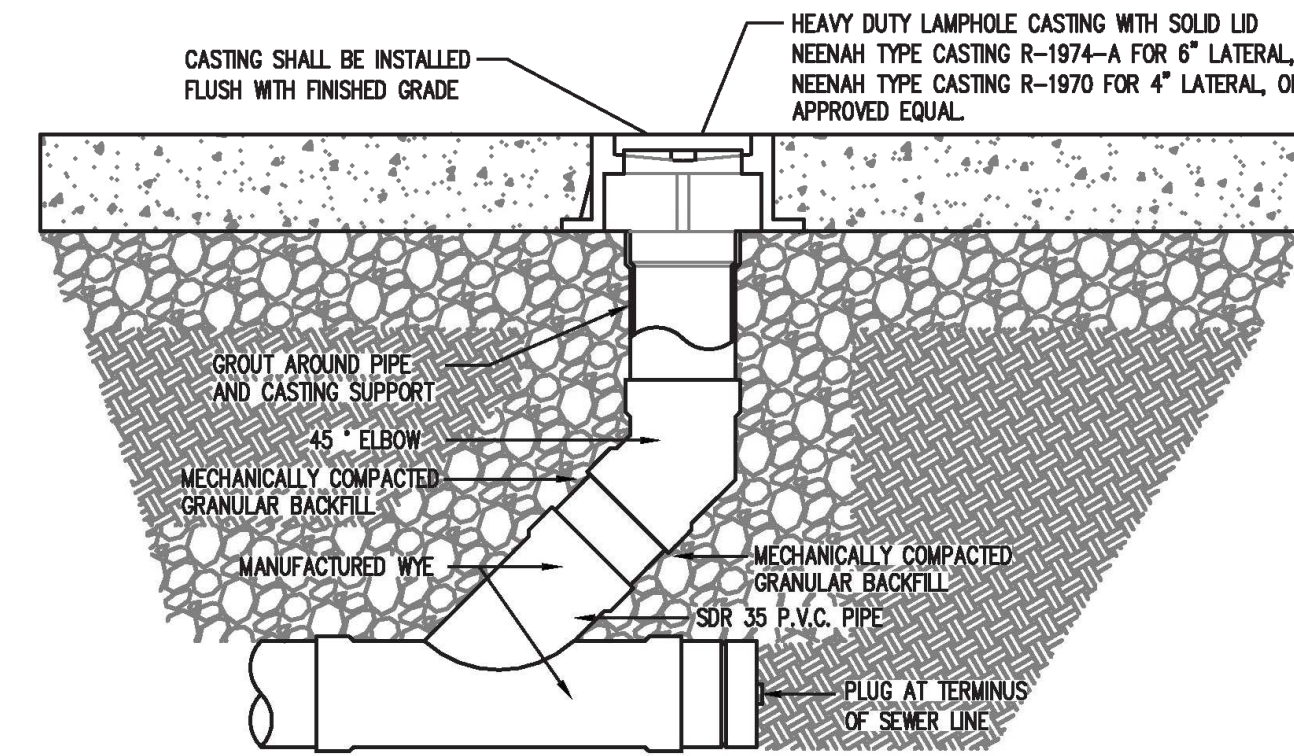 CASTING SHALL BE INSTALLED
FLUSH WITH FINISHED GRADE
HEAVY DUTY LAMPHOLE CASTING WITH SOLID LID
NEENAH TYPE CASTING R-1974-A FOR 6" LATERAL,
NEENAH TYPE CASTING R-1970 FOR 4" LATERAL,
APPROVED EQUAL.
GROUT AROUND PIPE
AND CASTING SUPPORT
45 ° ELBOW
MECHANICALLY COMPACTED
GRANULAR BACKFILL
MANUFACTURED WYE
MECHANICALLY COMPACTED
GRANULAR BACKFILL
SDR 35 P.V.C. PIPE
PLUG AT TERMINUS
OF SEWER LINE